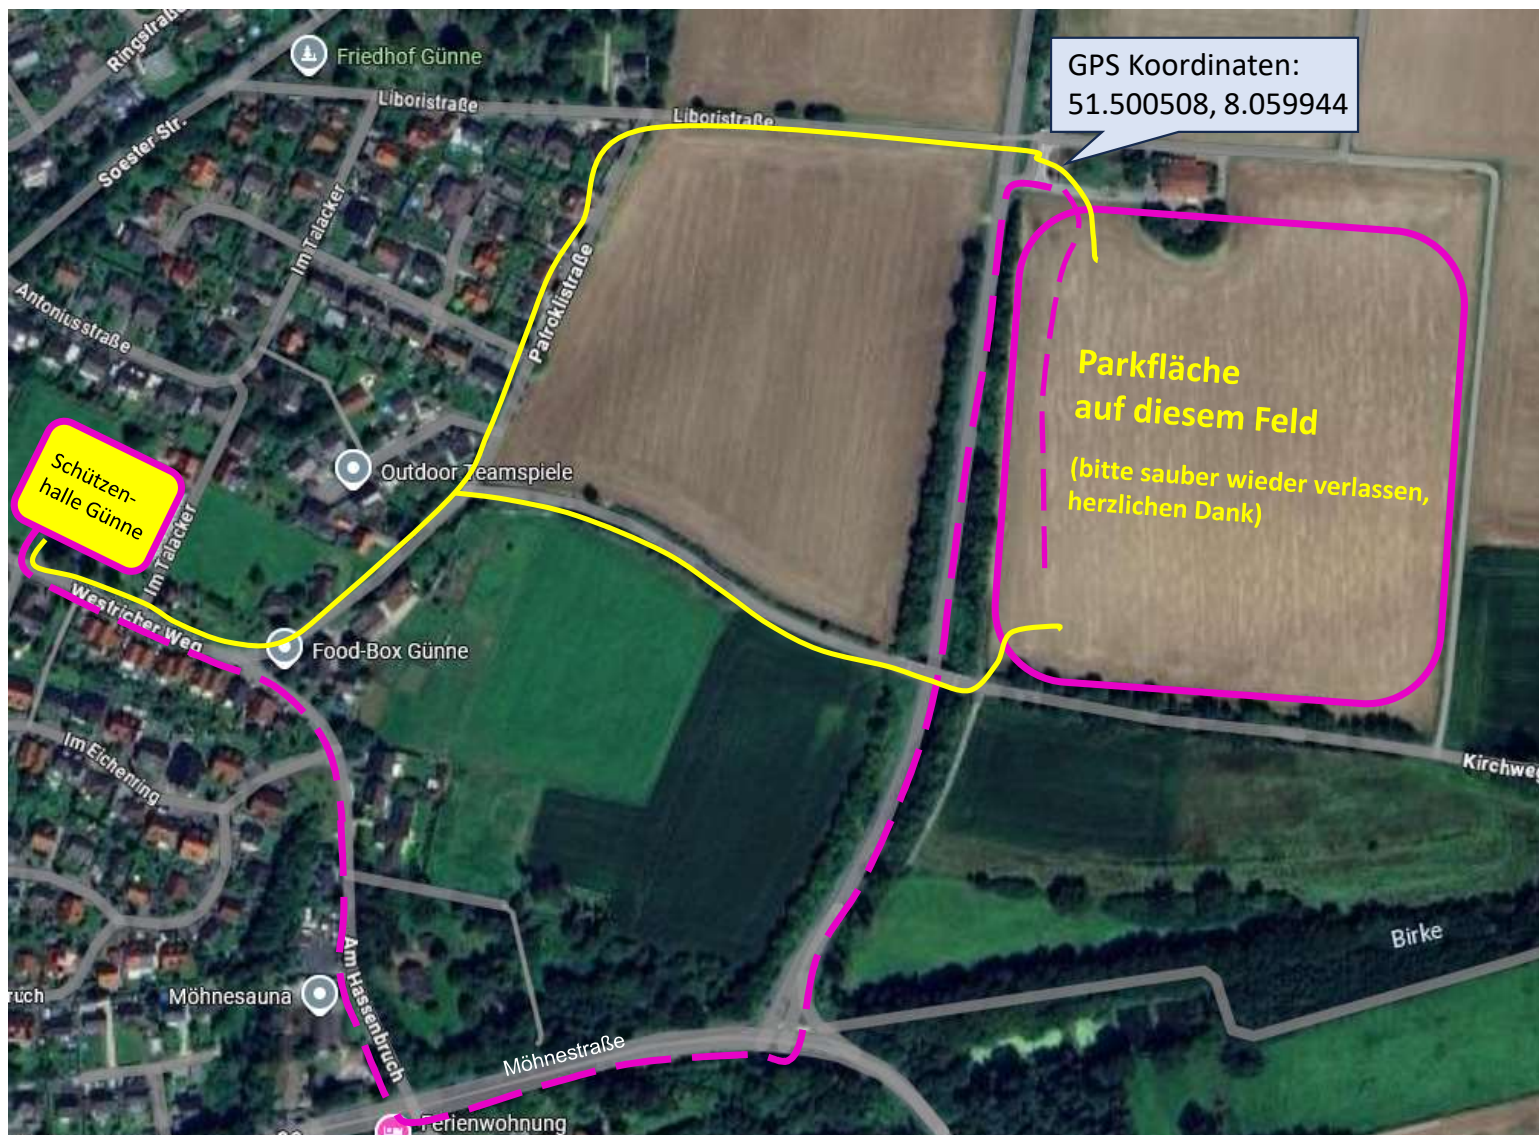 Ringstraße
Friedhof Günne
GPS Koordinaten:
51.500508, 8.059944
Liboristraße
Liboristraße
Soester Str.
Im Talacker
Antoniusstraße
Patroklistraße
Parkfläche
auf diesem Feld
(bitte sauber wieder verlassen,
herzlichen Dank)
Schützen-
halle Günne
Outdoor Teamspiele
Im Talacker
Westricher Weg
Food-Box Günne
Im Eichenring
Kirchweg
Birke
ruch
Möhnesauna
Am Hassenbruch
Möhnestraße
Ferienwohnung